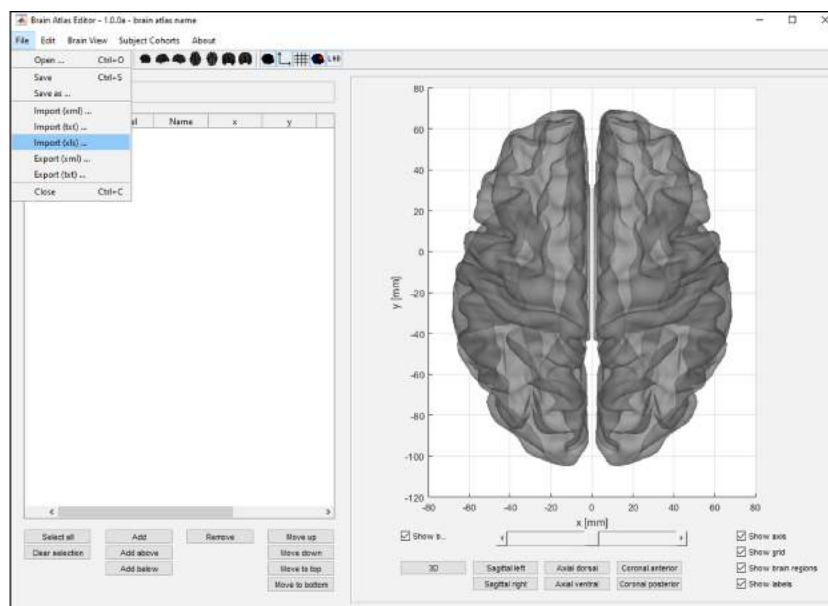 Brain Atlas Editor - 1.0.0a - brain atlas name
File Edit Brain View Subject Cohorts About
Open ... Ctrl+O
Save Ctrl+S
Save as ...
Import (xml) ...
Import (txt) ...
Import (xls) ...
Export (xml) ...
Export (txt) ...
Close Ctrl+C
el Name x y
80
60
40
20
0
-20
-40
-60
-80
-100
-120
y [mm]
-80 -60 -40 -20 0 20 40 60 80
x [mm]
Select all Add Remove Move up
Clear selection Add above Move down
Add below Move to top
Move to bottom
Show b...
3D Sagittal left Axial dorsal Coronal anterior
Sagittal right Axial ventral Coronal posterior
Show axis
Show grid
Show brain regions
Show labels